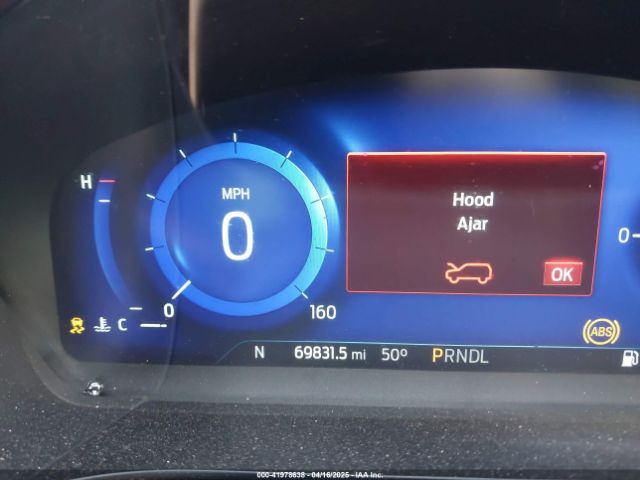 H
MPH
0
Hood
Ajar
OK
0
C
0
160
ABS
N 69831.5 mi 50° PRNDL
000-41978638 - 04/16/2025 - IAA Inc.